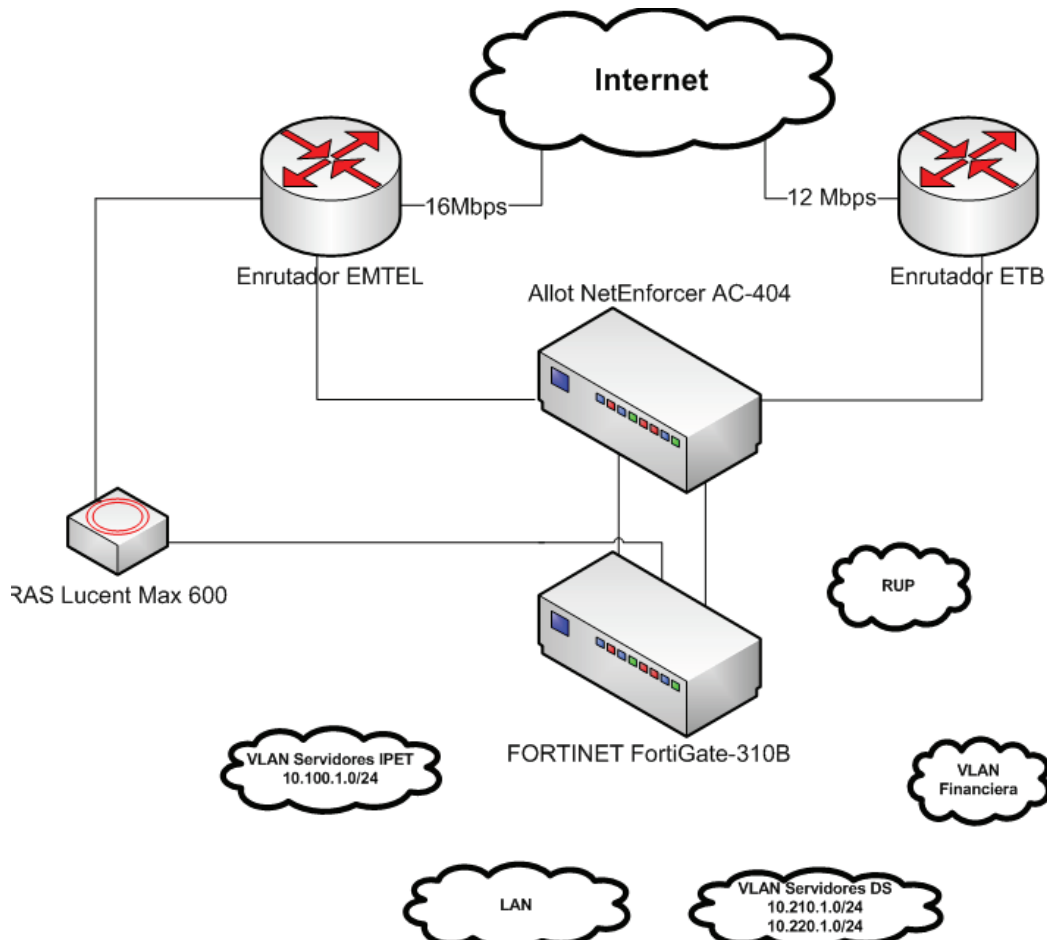 Internet
16Mbps
12 Mbps
Enrutador EMTEL
Enrutador ETB
Allot NetEnforcer AC-404
RAS Lucent Max 600
RUP
FORTINET FortiGate-310B
VLAN Servidores IPET
10.100.1.0/24
VLAN
Financiera
LAN
VLAN Servidores DS
10.210.1.0/24
10.220.1.0/24